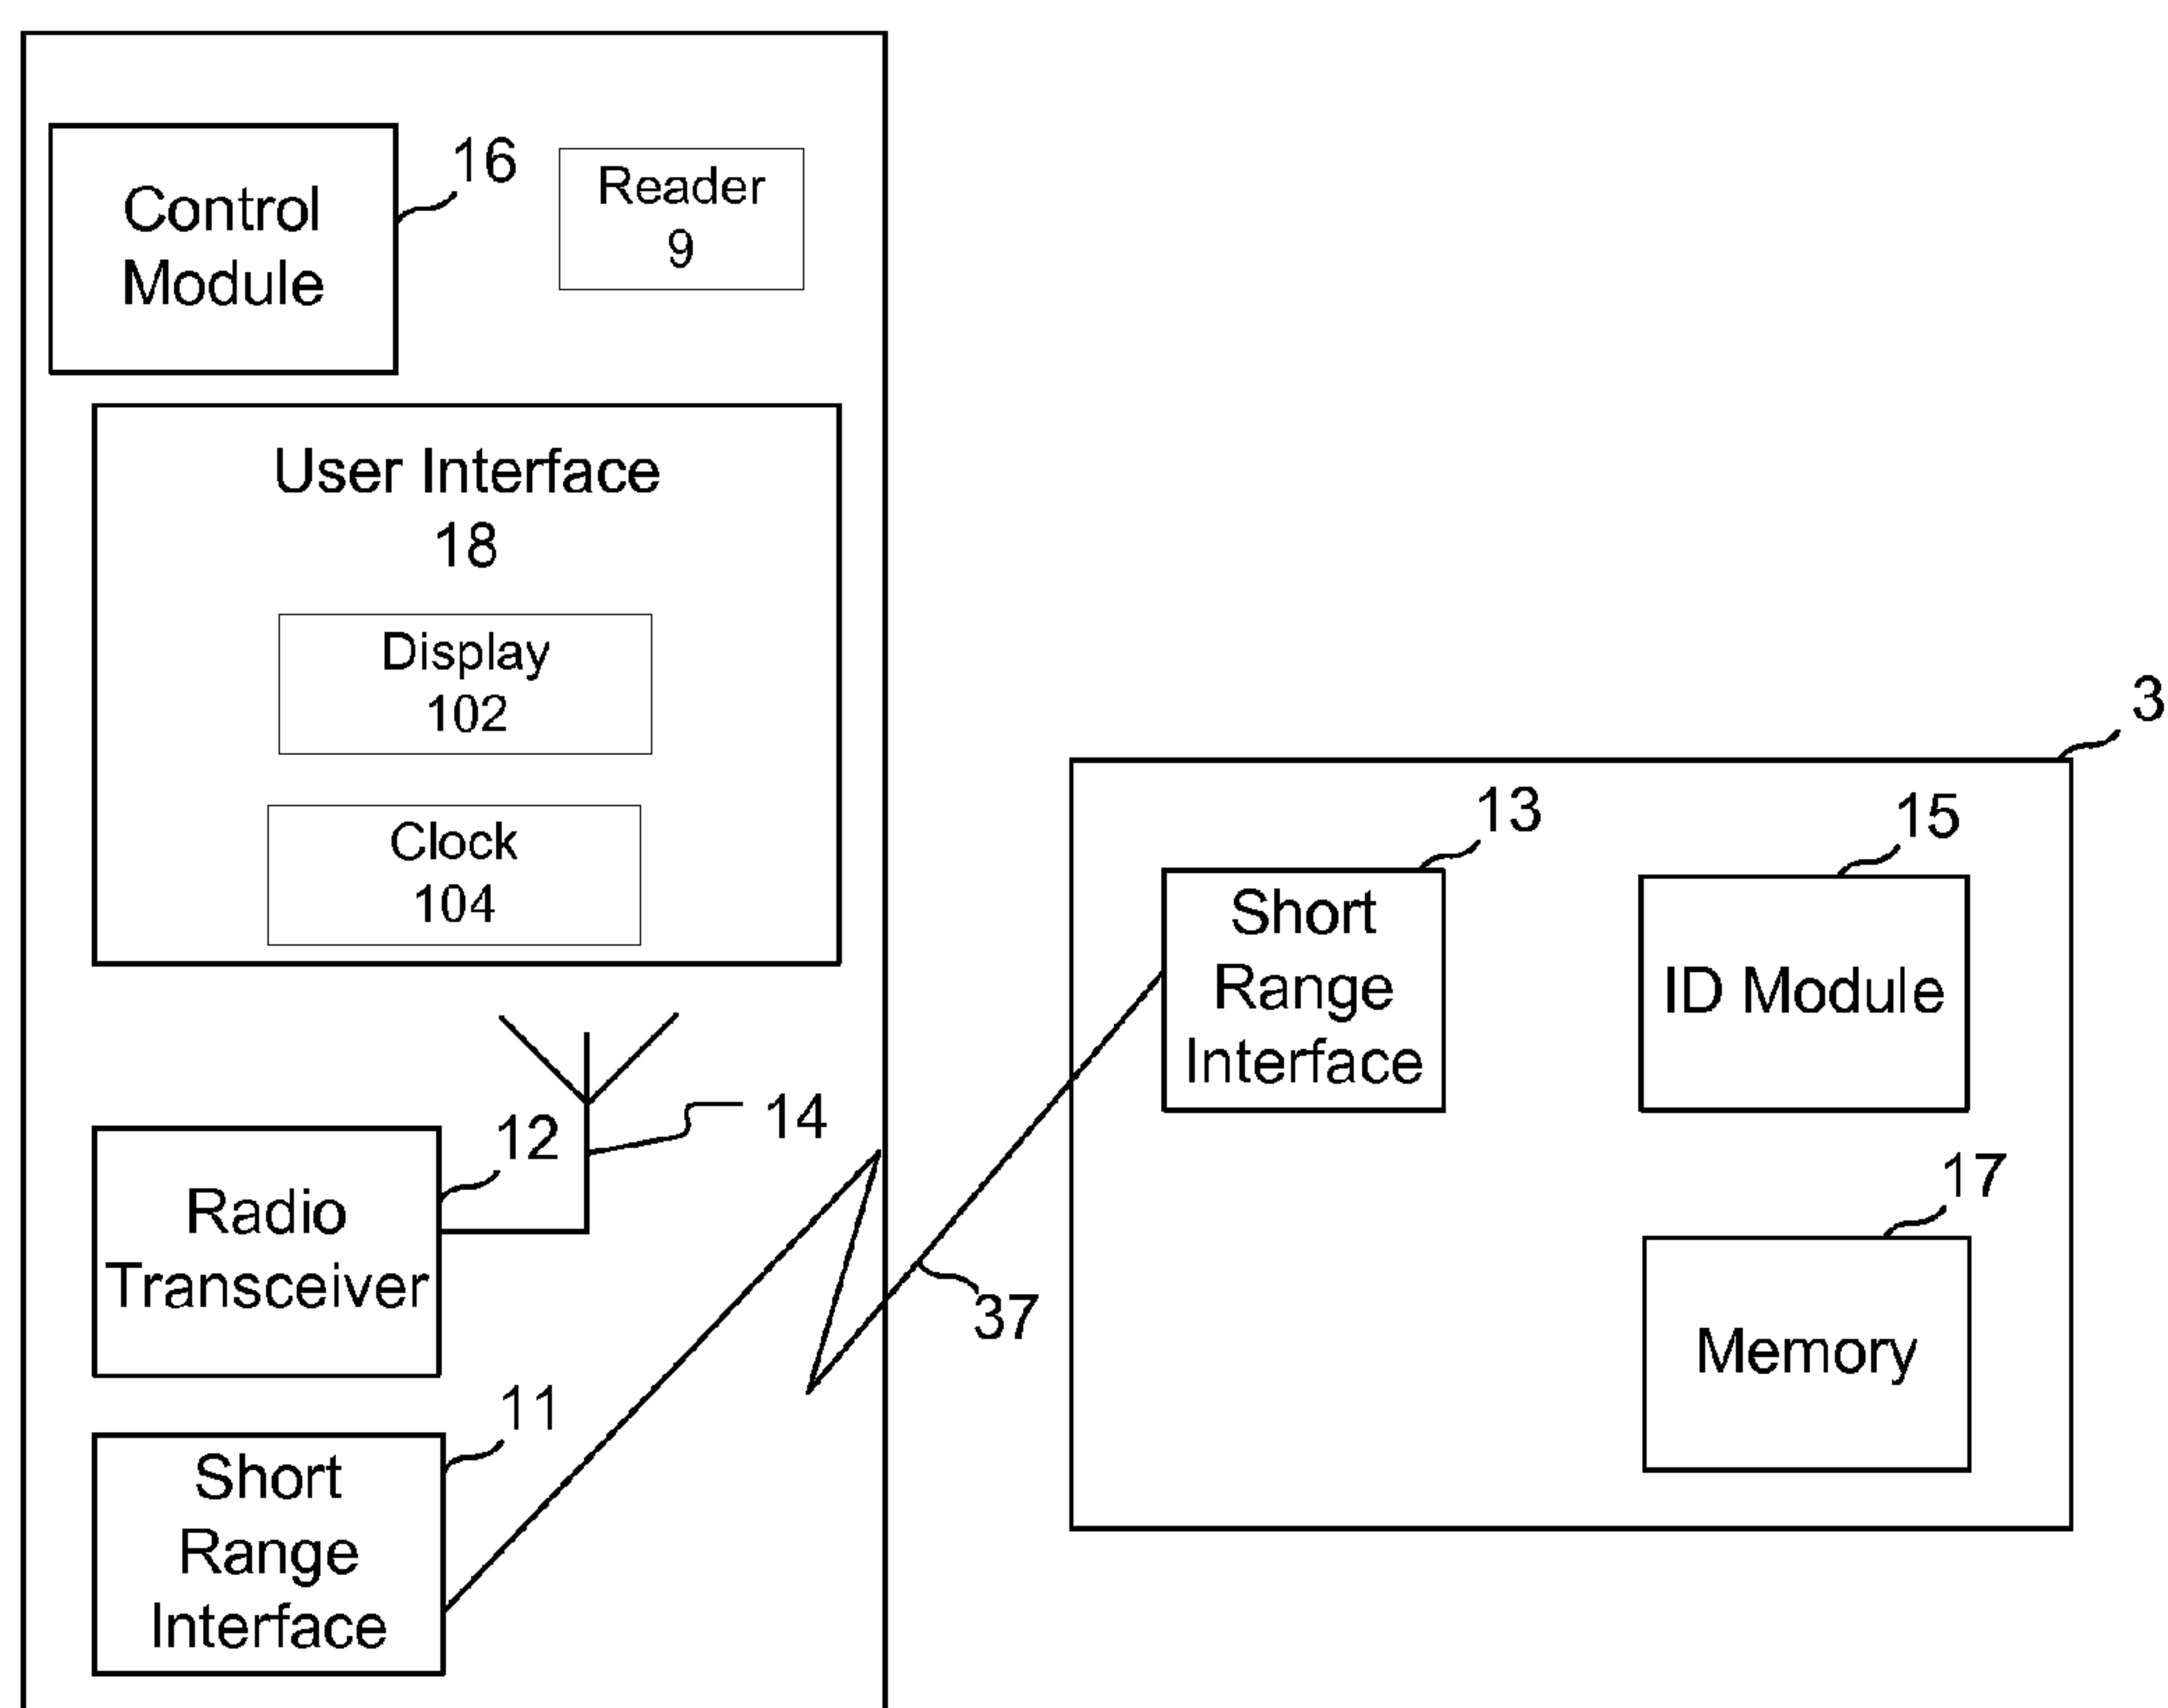 Control
Module
16
Reader
9
User Interface
18
Display
102
Clock
104
Radio
Transceiver
12
14
Short
Range
Interface
11
37
3
Short
Range
Interface
13
ID Module
15
Memory
17